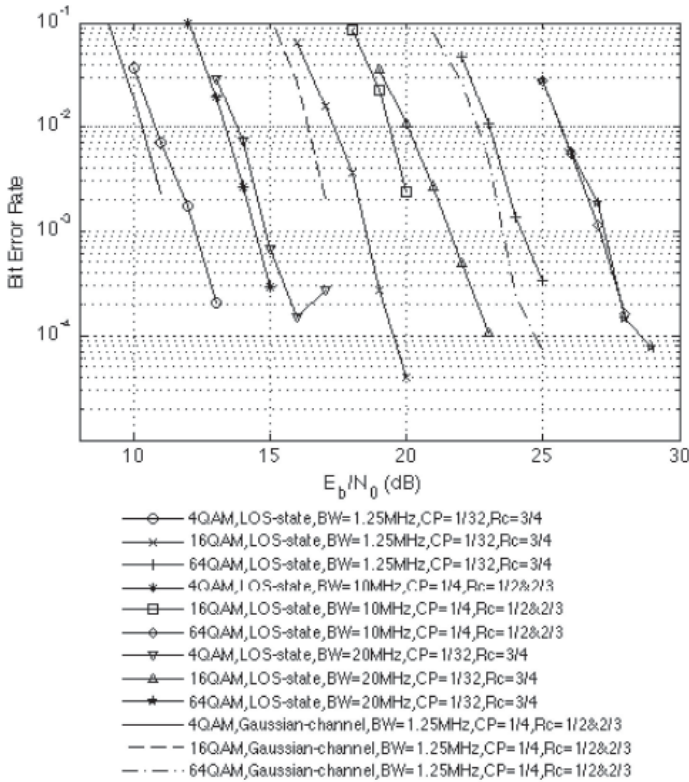 10^-1
10^-2
10^-3
10^-4
Bit Error Rate
10 15 20 25 30
E_b/N_0 (dB)
4QAM,LOS-state,BW=1.25MHz,CP=1/32,Rc=3/4
16QAM,LOS-state,BW=1.25MHz,CP=1/32,Rc=3/4
64QAM,LOS-state,BW=1.25MHz,CP=1/32,Rc=3/4
4QAM,LOS-state,BW=10MHz,CP=1/4,Rc=1/2&2/3
16QAM,LOS-state,BW=10MHz,CP=1/4,Rc=1/2&2/3
64QAM,LOS-state,BW=10MHz,CP=1/4,Rc=1/2&2/3
4QAM,LOS-state,BW=20MHz,CP=1/32,Rc=3/4
16QAM,LOS-state,BW=20MHz,CP=1/32,Rc=3/4
64QAM,LOS-state,BW=20MHz,CP=1/32,Rc=3/4
4QAM,Gaussian-channel,BW=1.25MHz,CP=1/4,Rc=1/2&2/3
16QAM,Gaussian-channel,BW=1.25MHz,CP=1/4,Rc=1/2&2/3
64QAM,Gaussian-channel,BW=1.25MHz,CP=1/4,Rc=1/2&2/3